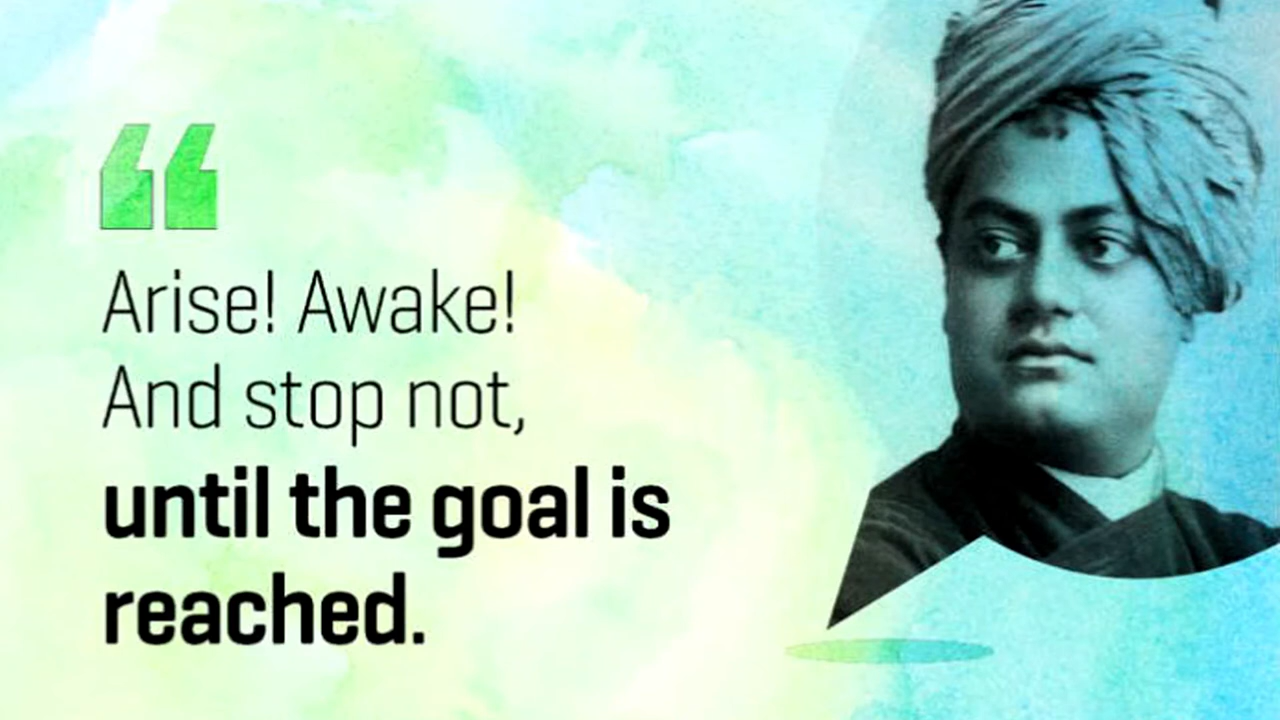 “
Arise! Awake!
And stop not,
until the goal is
reached.